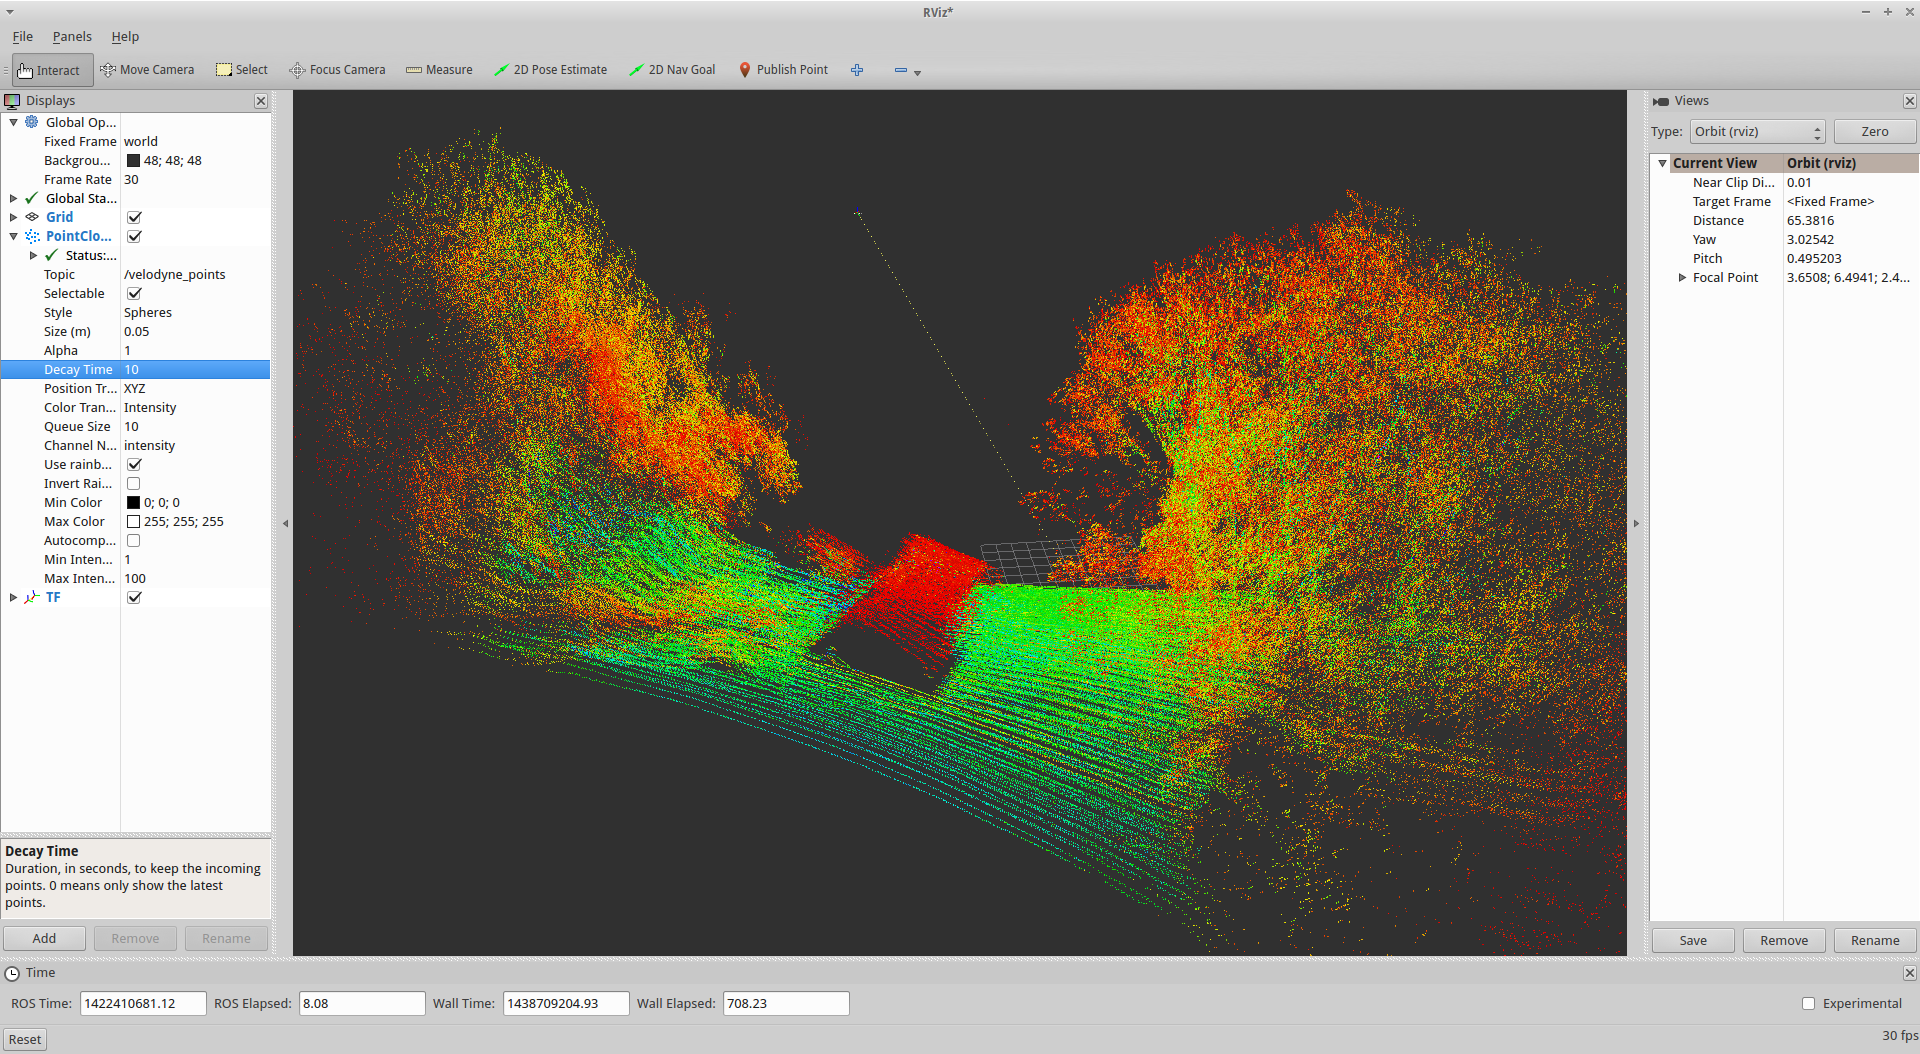 RViz*
File Panels Help
Interact Move Camera Select Focus Camera Measure 2D Pose Estimate 2D Nav Goal Publish Point
Displays
Global Op...
Fixed Frame world
Backgrou... 48; 48; 48
Frame Rate 30
Global Sta...
Grid
PointClo...
Status:...
Topic /velodyne_points
Selectable
Style Spheres
Size (m) 0.05
Alpha 1
Decay Time 10
Position Tr... XYZ
Color Tran... Intensity
Queue Size 10
Channel N... intensity
Use rainb...
Invert Rai...
Min Color 0; 0; 0
Max Color 255; 255; 255
Autocomp...
Min Inten... 1
Max Inten... 100
TF
Decay Time
Duration, in seconds, to keep the incoming
points. 0 means only show the latest
points.
Add Remove Rename
Views
Type: Orbit (rviz) Zero
Current View Orbit (rviz)
Near Clip Di... 0.01
Target Frame <Fixed Frame>
Distance 65.3816
Yaw 3.02542
Pitch 0.495203
Focal Point 3.6508; 6.4941; 2.4...
Save Remove Rename
Time
ROS Time: 1422410681.12 ROS Elapsed: 8.08 Wall Time: 1438709204.93 Wall Elapsed: 708.23 Experimental
Reset 30 fps